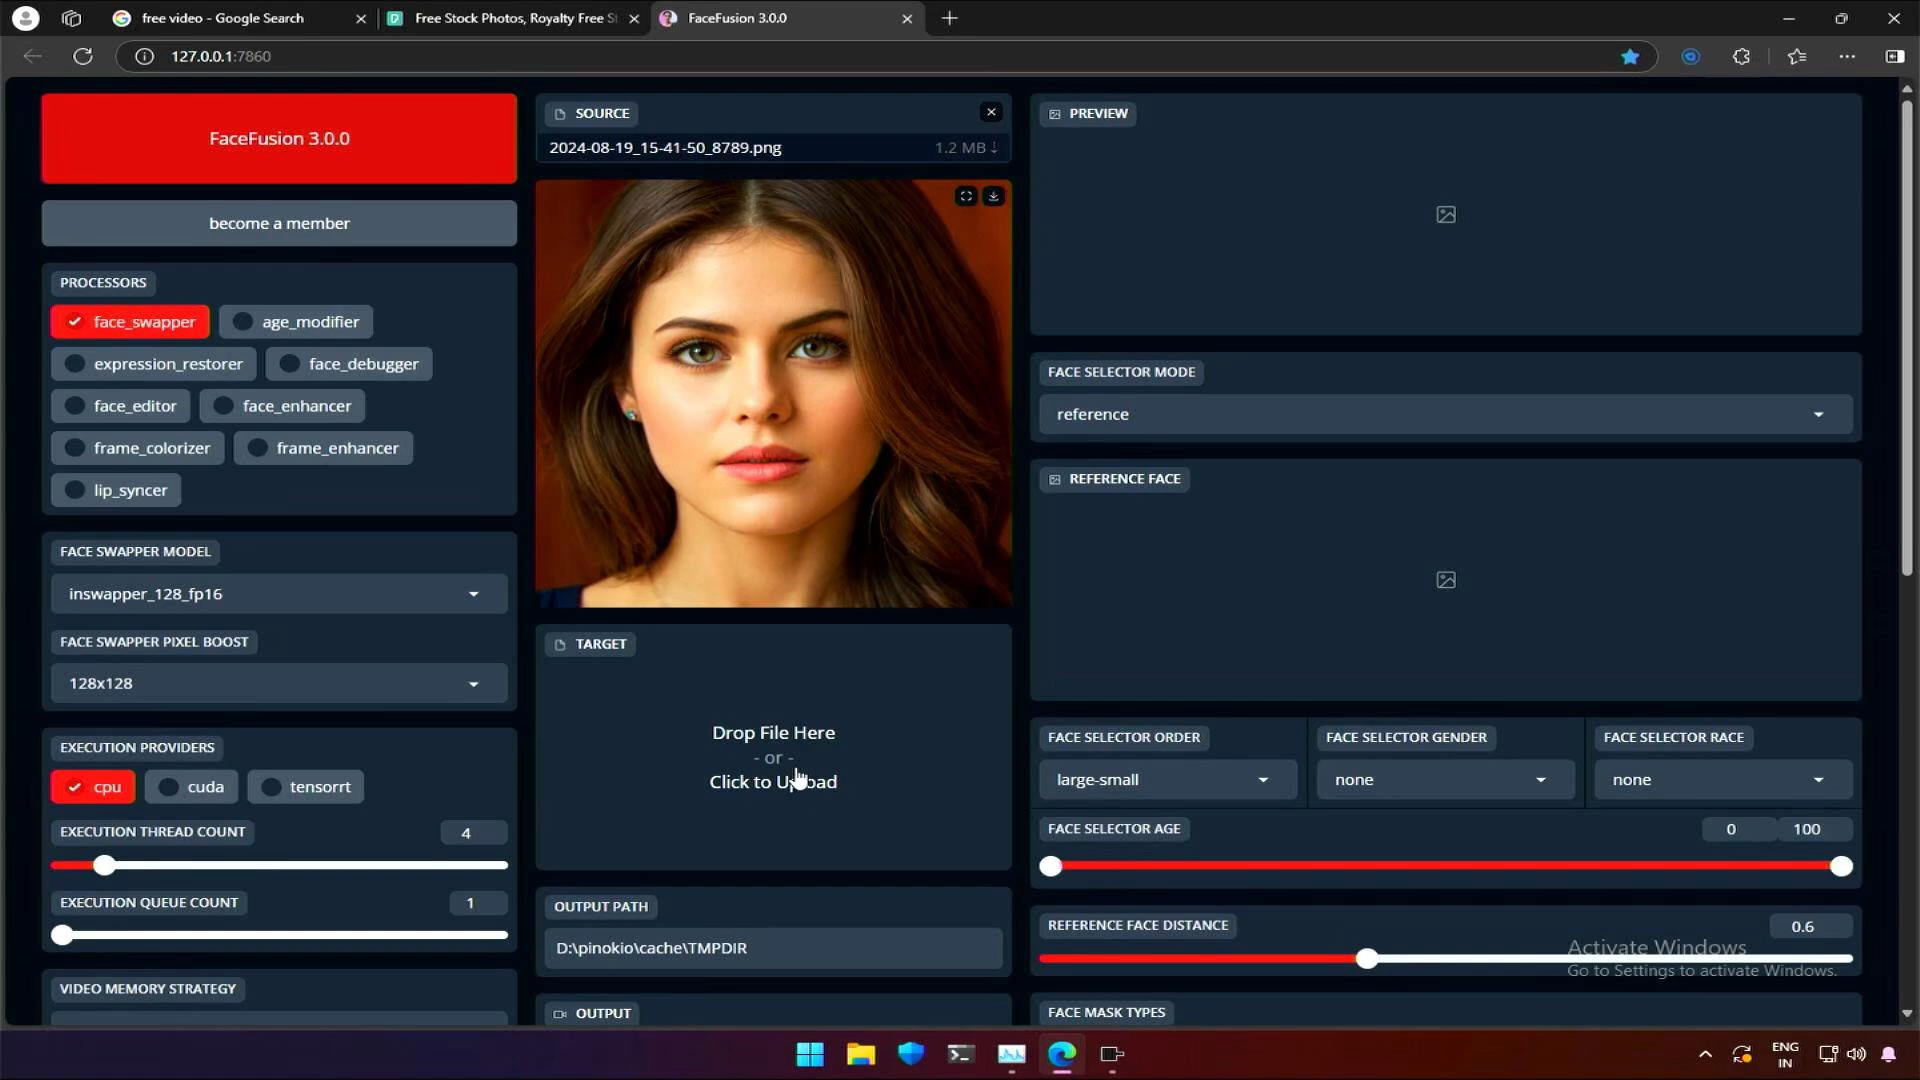 free video - Google Search
Free Stock Photos, Royalty Free S
FaceFusion 3.0.0
127.0.0.1:7860
FaceFusion 3.0.0
become a member
PROCESSORS
face_swapper
age_modifier
expression_restorer
face_debugger
face_editor
face_enhancer
frame_colorizer
frame_enhancer
lip_syncer
FACE SWAPPER MODEL
inswapper_128_fp16
FACE SWAPPER PIXEL BOOST
128x128
EXECUTION PROVIDERS
cpu
cuda
tensorrt
EXECUTION THREAD COUNT
4
EXECUTION QUEUE COUNT
1
VIDEO MEMORY STRATEGY
SOURCE
2024-08-19_15-41-50_8789.png
1.2 MB ↓
TARGET
Drop File Here
- or -
Click to Upload
OUTPUT PATH
D:\pinokio\cache\TMPDIR
OUTPUT
PREVIEW
FACE SELECTOR MODE
reference
REFERENCE FACE
FACE SELECTOR ORDER
large-small
FACE SELECTOR GENDER
none
FACE SELECTOR RACE
none
FACE SELECTOR AGE
0
100
REFERENCE FACE DISTANCE
0.6
Activate Windows
Go to Settings to activate Windows.
FACE MASK TYPES
ENG
IN